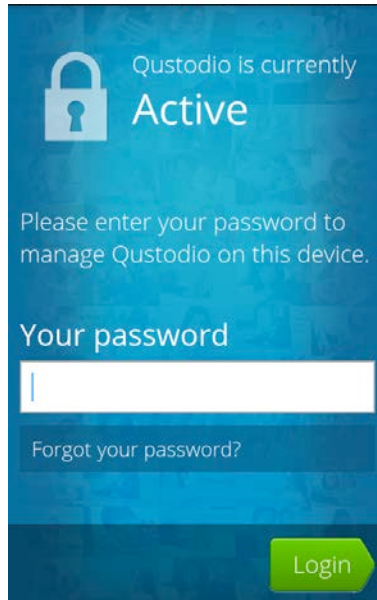 Qustodio is currently
Active
Please enter your password to
manage Qustodio on this device.
Your password
Forgot your password?
Login